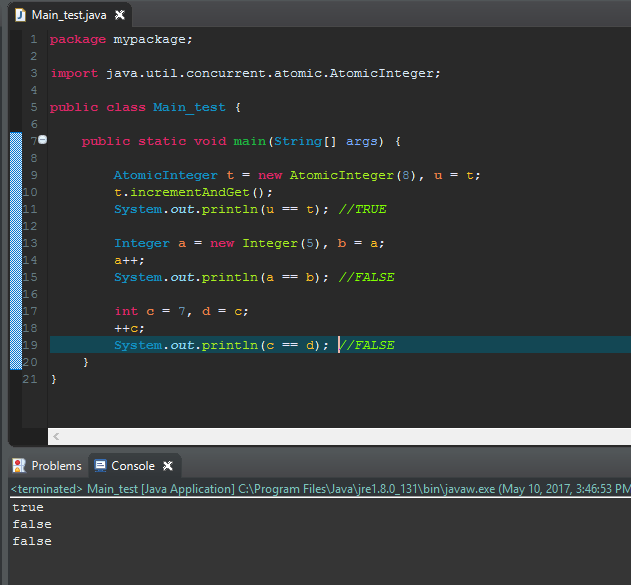 Main_test.java
1 package mypackage;
2
3 import java.util.concurrent.atomic.AtomicInteger;
4
5 public class Main_test {
6
7 public static void main(String[] args) {
8
9 AtomicInteger t = new AtomicInteger(8), u = t;
10 t.incrementAndGet();
11 System.out.println(u == t); //TRUE
12
13 Integer a = new Integer(5), b = a;
14 a++;
15 System.out.println(a == b); //FALSE
16
17 int c = 7, d = c;
18 ++c;
19 System.out.println(c == d); //FALSE
20 }
21 }
Problems Console
<terminated> Main_test [Java Application] C:\Program Files\Java\jre1.8.0_131\bin\javaw.exe (May 10, 2017, 3:46:53 PM
true
false
false